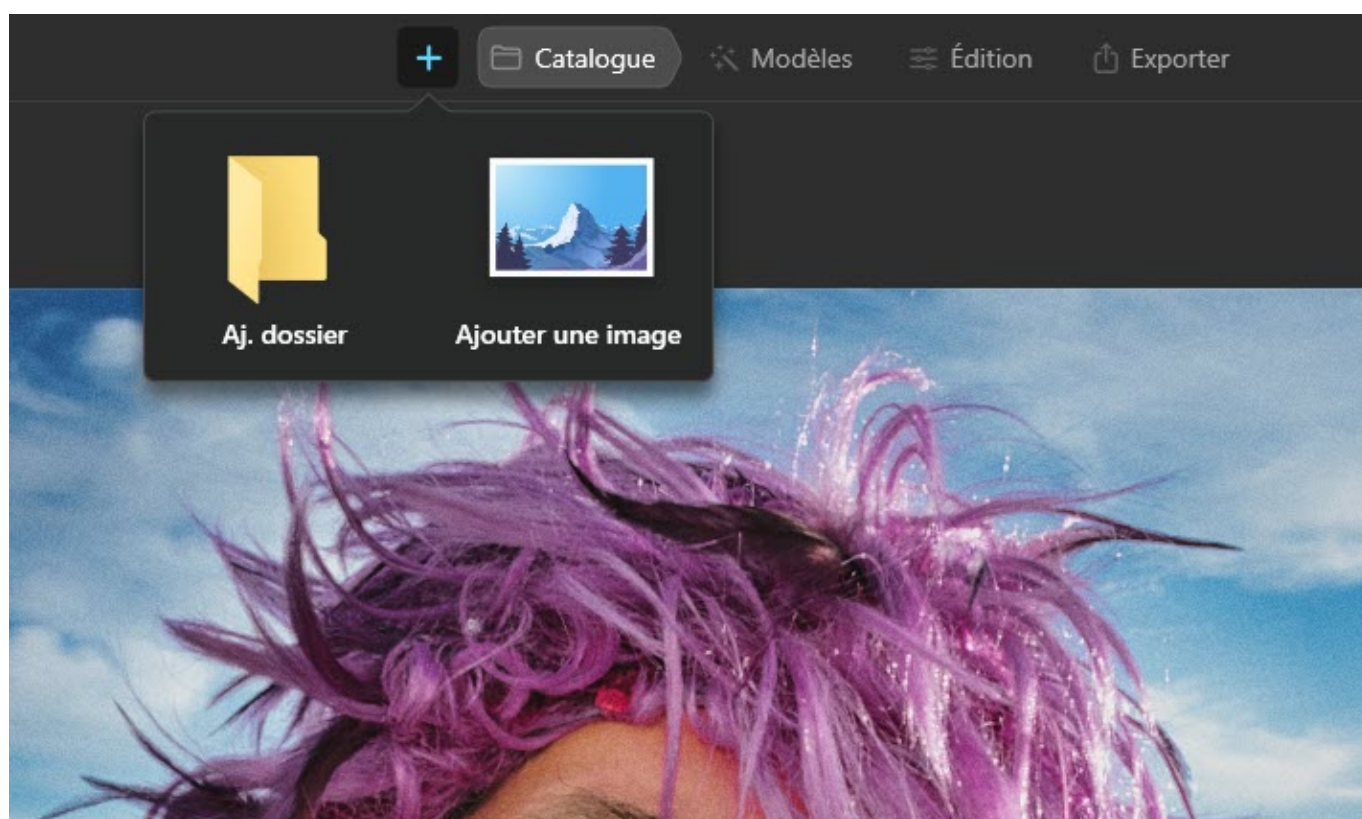 Catalogue
Modèles
Édition
Exporter
Aj. dossier
Ajouter une image